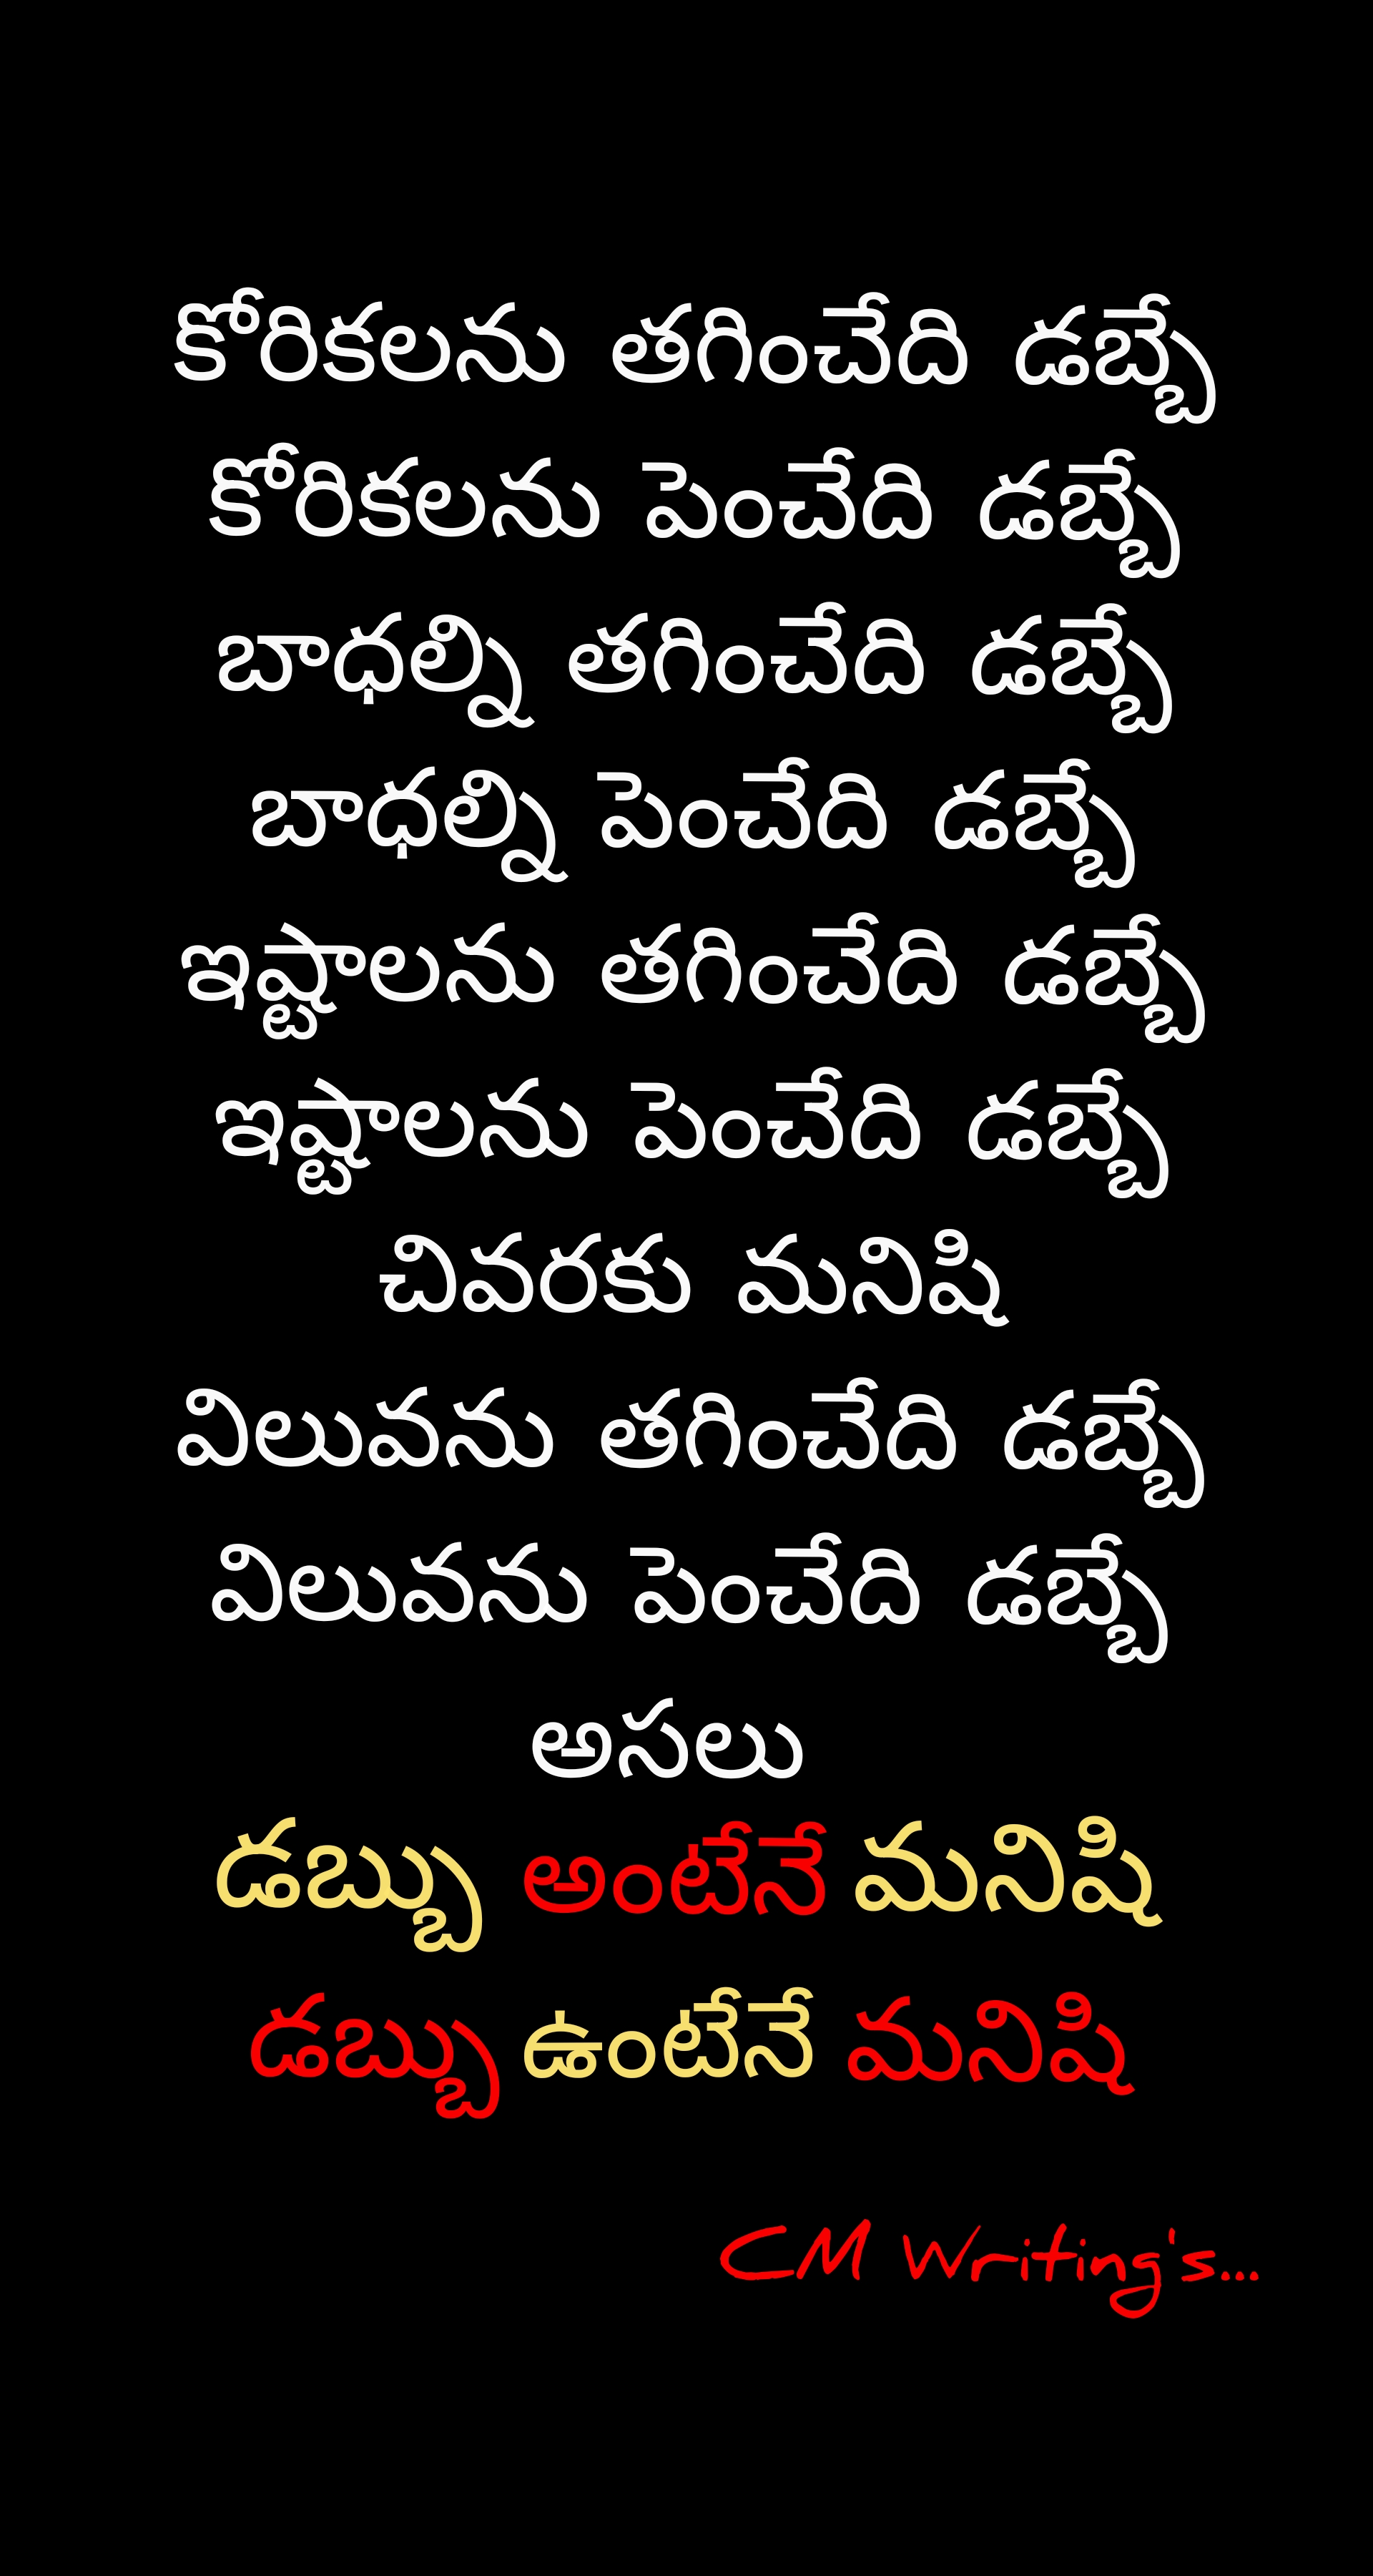 కోరికలను తగించేది డబ్బే
కోరికలను పెంచేది డబ్బే
బాధల్ని తగించేది డబ్బే
బాధల్ని పెంచేది డబ్బే
ఇష్టాలను తగించేది డబ్బే
ఇష్టాలను పెంచేది డబ్బే
చివరకు మనిషి
విలువను తగించేది డబ్బే
విలువను పెంచేది డబ్బే
అసలు
డబ్బు అంటేనే మనిషి
డబ్బు ఉంటేనే మనిషి
CM Writing's...